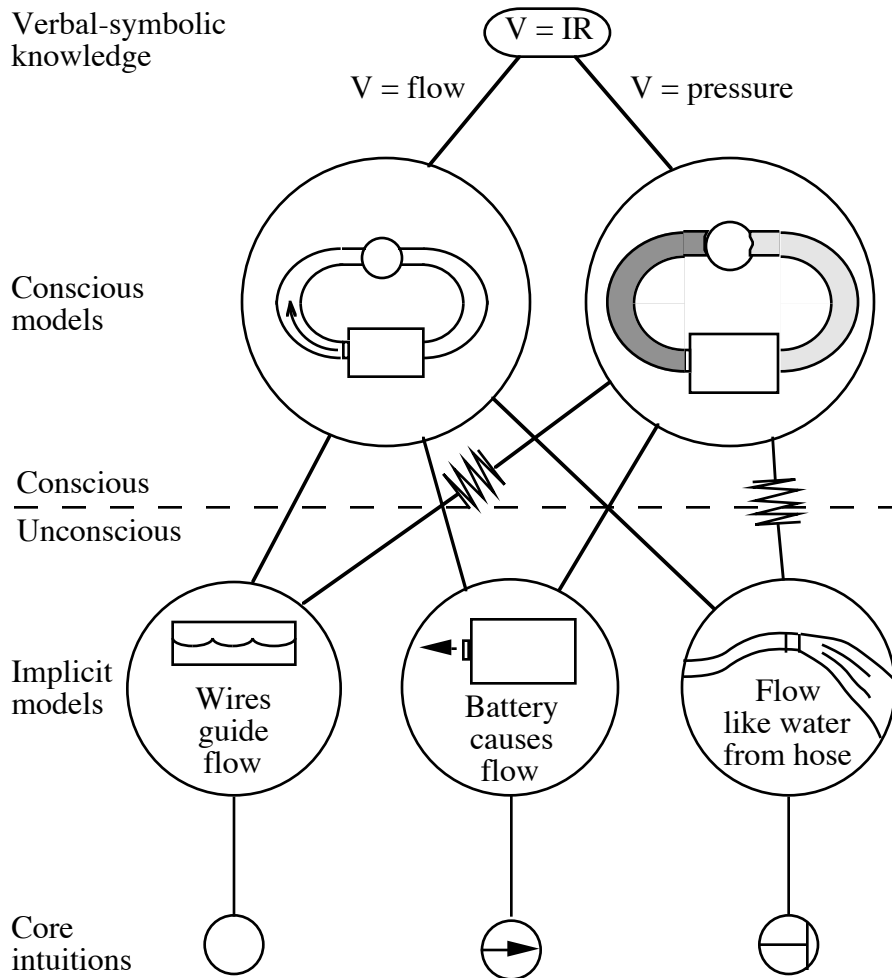 Verbal-symbolic
knowledge
V = IR
V = flow
V = pressure
Conscious
models
Conscious
Unconscious
Implicit
models
Wires
guide
flow
Battery
causes
flow
Flow
like water
from hose
Core
intuitions